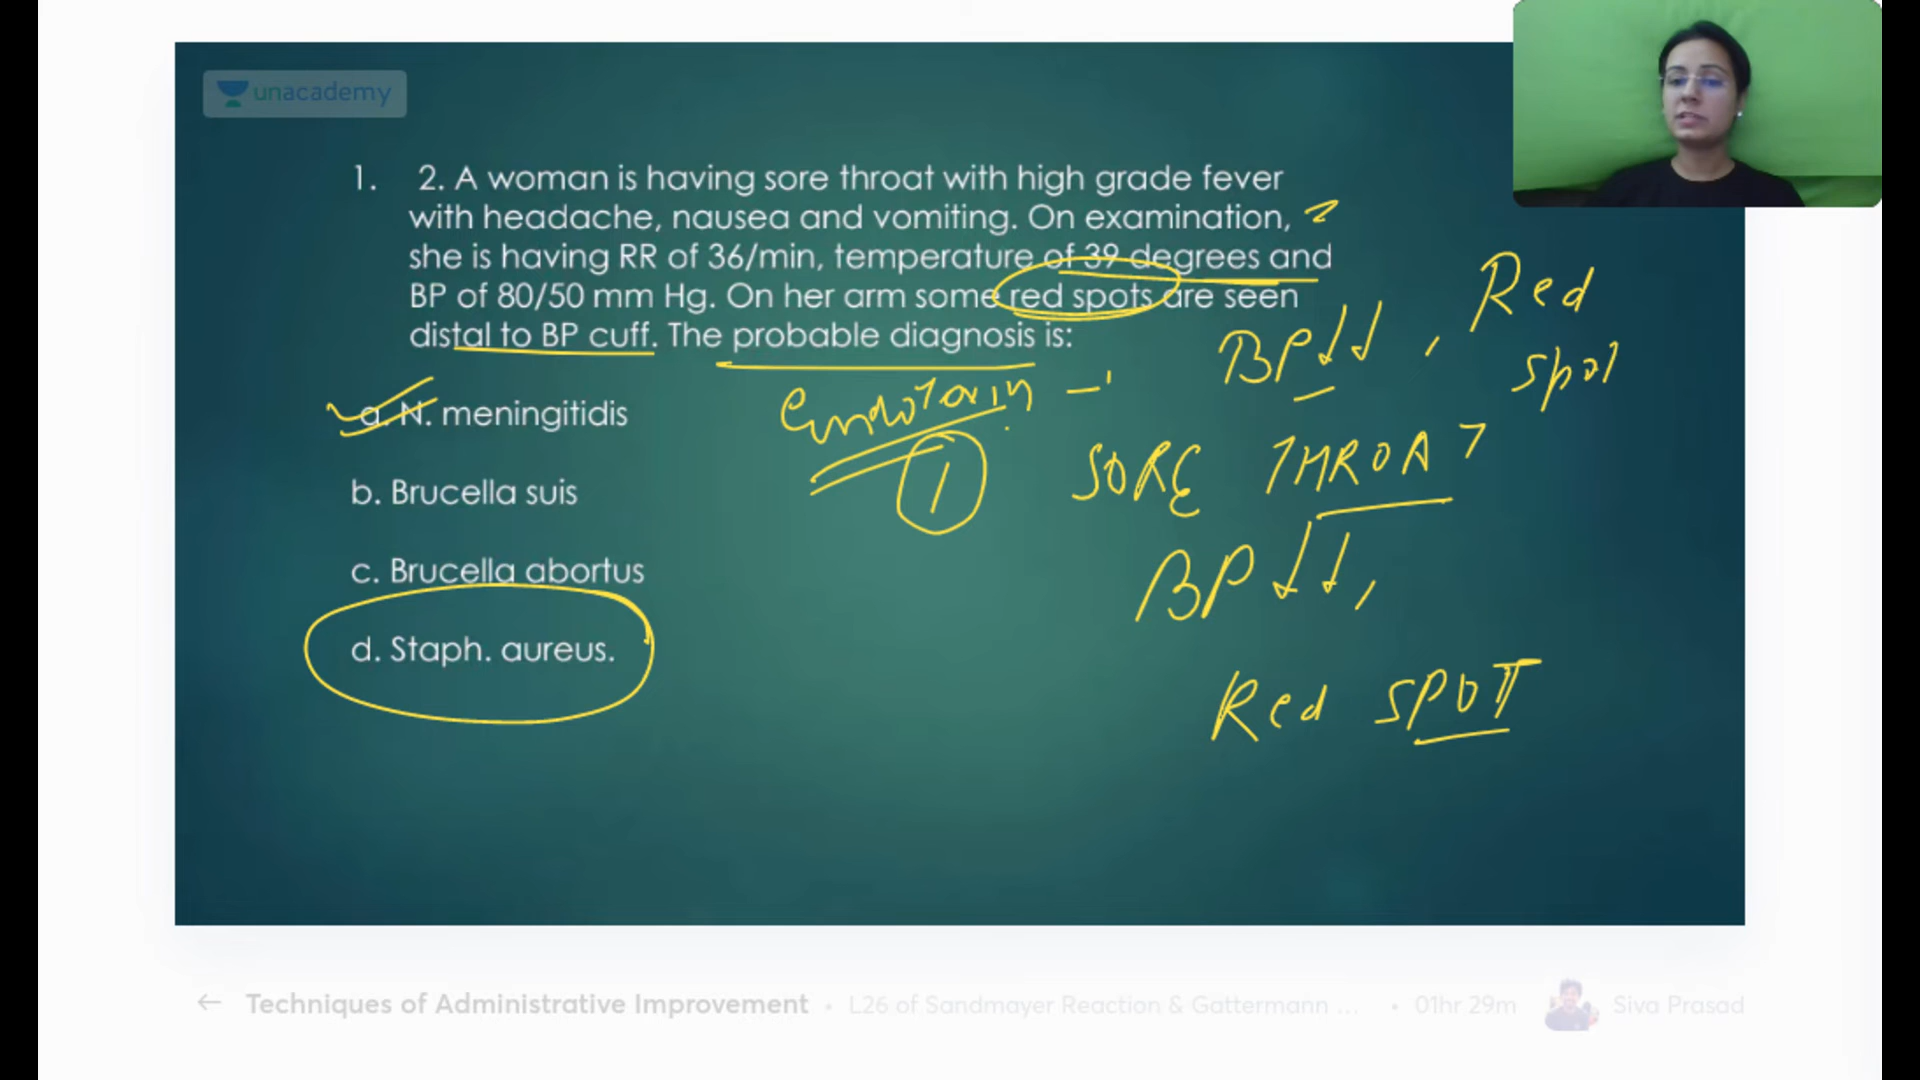 unacademy
1. 2. A woman is having sore throat with high grade fever
with headache, nausea and vomiting. On examination,
she is having RR of 36/min, temperature of 39 degrees and
BP of 80/50 mm Hg. On her arm some red spots are seen
distal to BP cuff. The probable diagnosis is:
BP↓↓, Red
spot
Endotoxin -
a. N. meningitidis
1
SORE THROAT
b. Brucella suis
c. Brucella abortus
BP↓↓,
d. Staph. aureus.
Red SPOT
← Techniques of Administrative Improvement • L26 of Sandmayer Reaction & Gattermann ... • 01hr 29m Siva Prasad